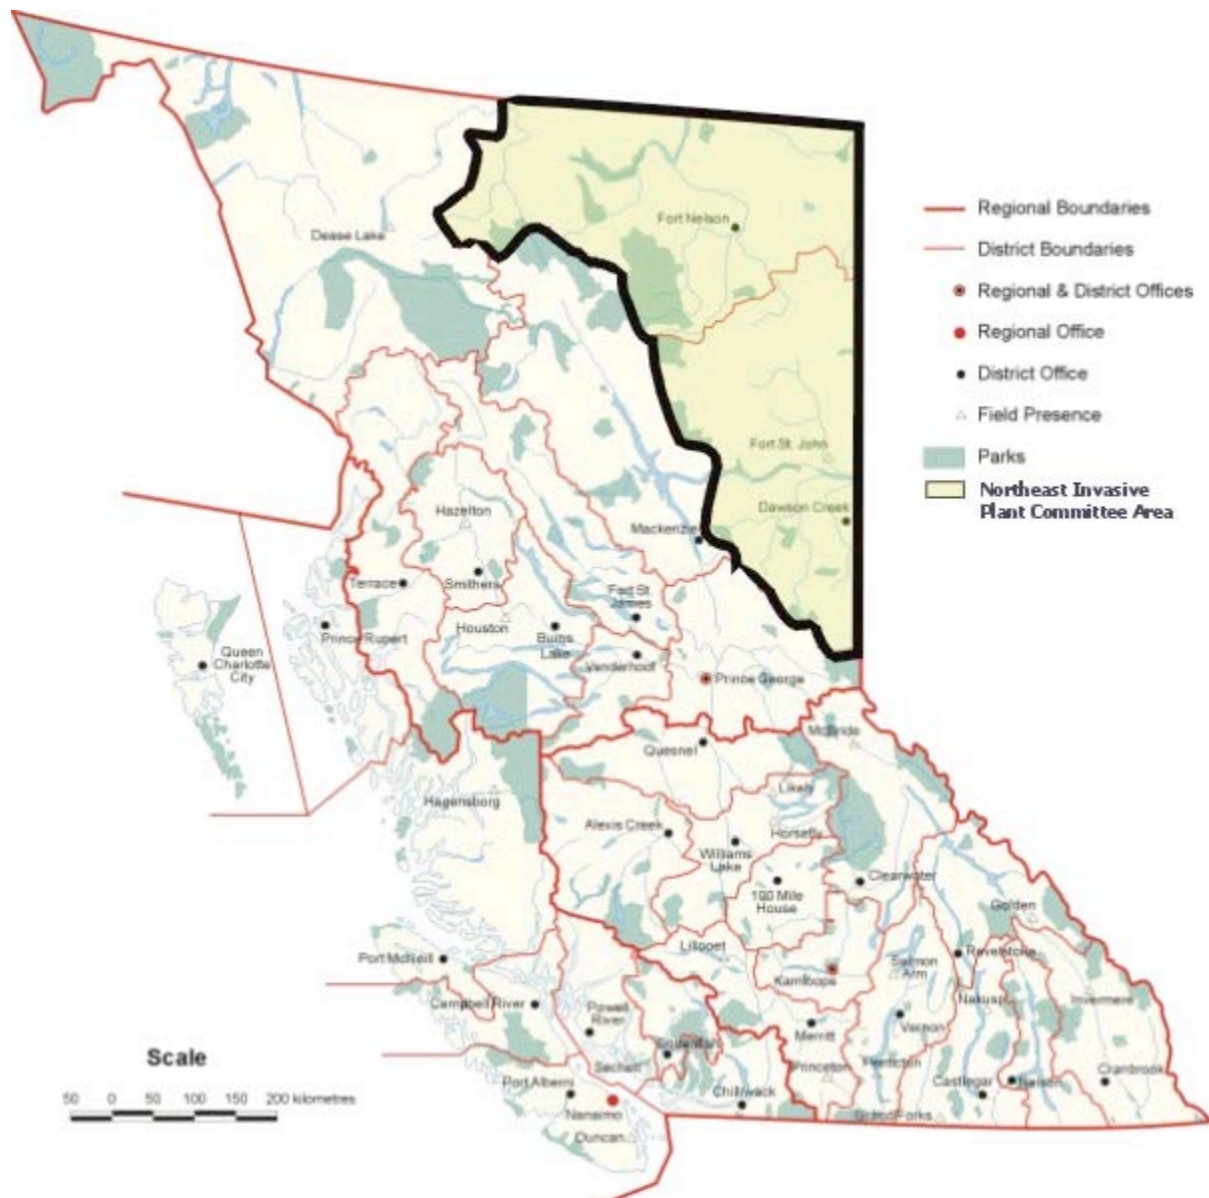 Fort Nelson
Dease Lake
Regional Boundaries
District Boundaries
Regional & District Offices
Regional Office
District Office
Field Presence
Parks
Northeast Invasive
Plant Committee Area
Fort St. John
Dawson Creek
Mackenzie
Hazelton
Smithers
Terrace
Fort St
James
Houston
Burns
Lake
Prince Rupert
Queen
Charlotte
City
Vanderhoof
Prince George
McBride
Quesnel
Hagensborg
Likely
Horsefly
Alexis Creek
Williams
Lake
100 Mile
House
Clearwater
Golden
Port McNeill
Lillooet
Kamloops
Salmon
Arm
Revelstoke
Nakusp
Invermere
Campbell River
Powell
River
Merritt
Vernon
Squamish
Sechelt
Penticton
Princeton
Castlegar
Nelson
Cranbrook
Port Alberni
Chilliwack
Nanaimo
Duncan
Grand Forks
Scale
50 0 50 100 150 200 kilometres